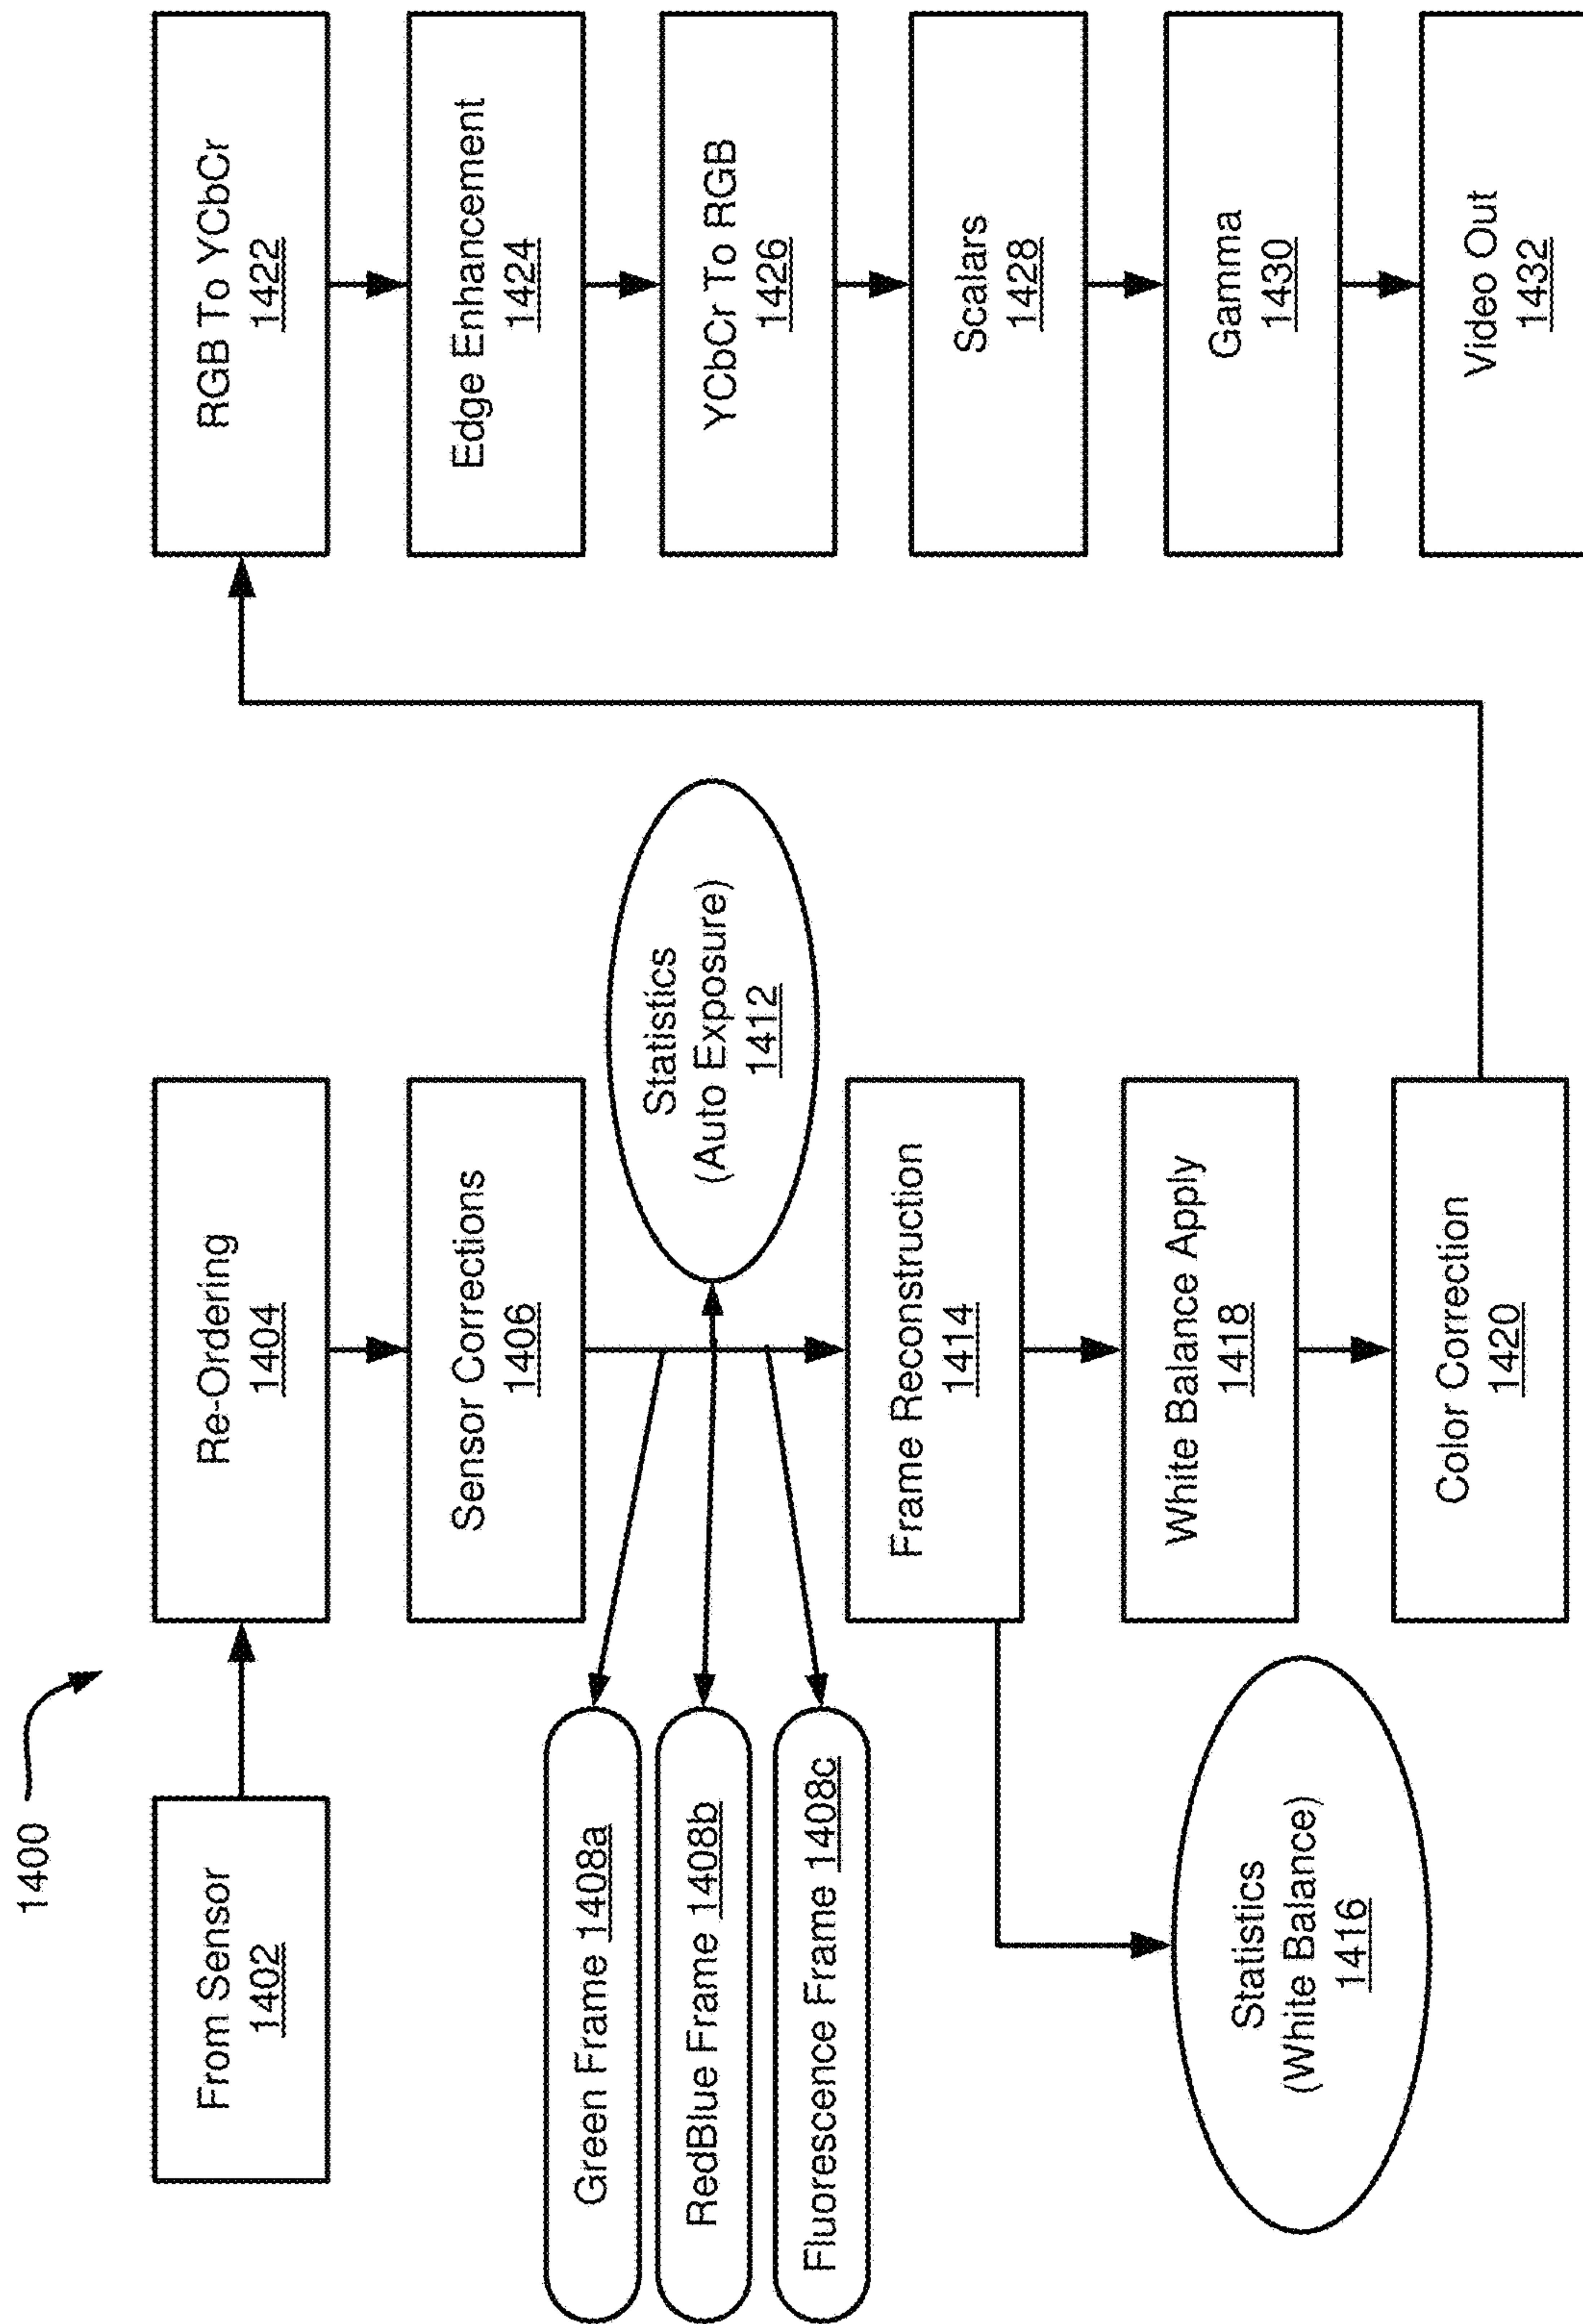 1400
From Sensor
1402
Re-Ordering
1404
Sensor Corrections
1406
Green Frame 1408a
RedBlue Frame 1408b
Fluorescence Frame 1408c
Statistics
(Auto Exposure)
1412
Frame Reconstruction
1414
Statistics
(White Balance)
1416
White Balance Apply
1418
Color Correction
1420
RGB To YCbCr
1422
Edge Enhancement
1424
YCbCr To RGB
1426
Scalars
1428
Gamma
1430
Video Out
1432